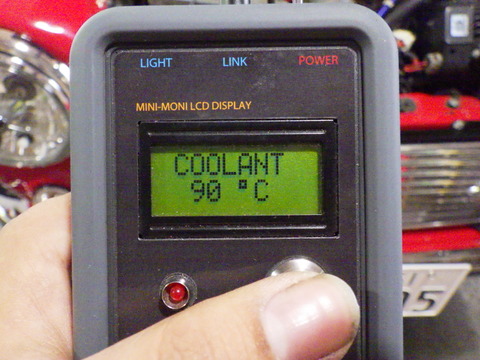 LIGHT LINK POWER
MINI-MONI LCD DISPLAY
COOLANT
90 °C